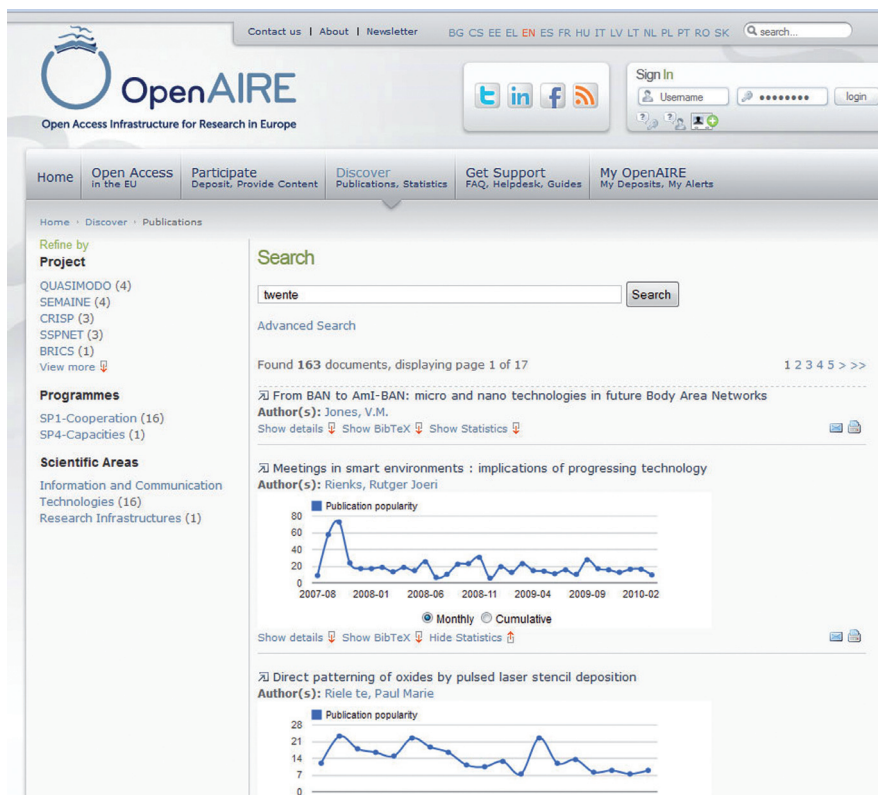 Contact us | About | Newsletter BG CS EE EL EN ES FR HU IT LV LT NL PL PT RO SK search...
OpenAIRE
Open Access Infrastructure for Research in Europe
Sign In
Username •••••••• login
Home Open Access Participate Discover Get Support My OpenAIRE
in the EU Deposit, Provide Content Publications, Statistics FAQ, Helpdesk, Guides My Deposits, My Alerts
Home › Discover › Publications
Refine by
Project
QUASIMODO (4)
SEMAINE (4)
CRISP (3)
SSPNET (3)
BRICS (1)
View more
Programmes
SP1-Cooperation (16)
SP4-Capacities (1)
Scientific Areas
Information and Communication
Technologies (16)
Research Infrastructures (1)
Search
twente Search
Advanced Search
Found 163 documents, displaying page 1 of 17 1 2 3 4 5 > >>
From BAN to AmI-BAN: micro and nano technologies in future Body Area Networks
Author(s): Jones, V.M.
Show details Show BibTeX Show Statistics
Meetings in smart environments : implications of progressing technology
Author(s): Rienks, Rutger Joeri
Publication popularity
80
60
40
20
0
2007-08 2008-01 2008-06 2008-11 2009-04 2009-09 2010-02
Monthly Cumulative
Show details Show BibTeX Hide Statistics
Direct patterning of oxides by pulsed laser stencil deposition
Author(s): Riele te, Paul Marie
Publication popularity
28
21
14
7
0